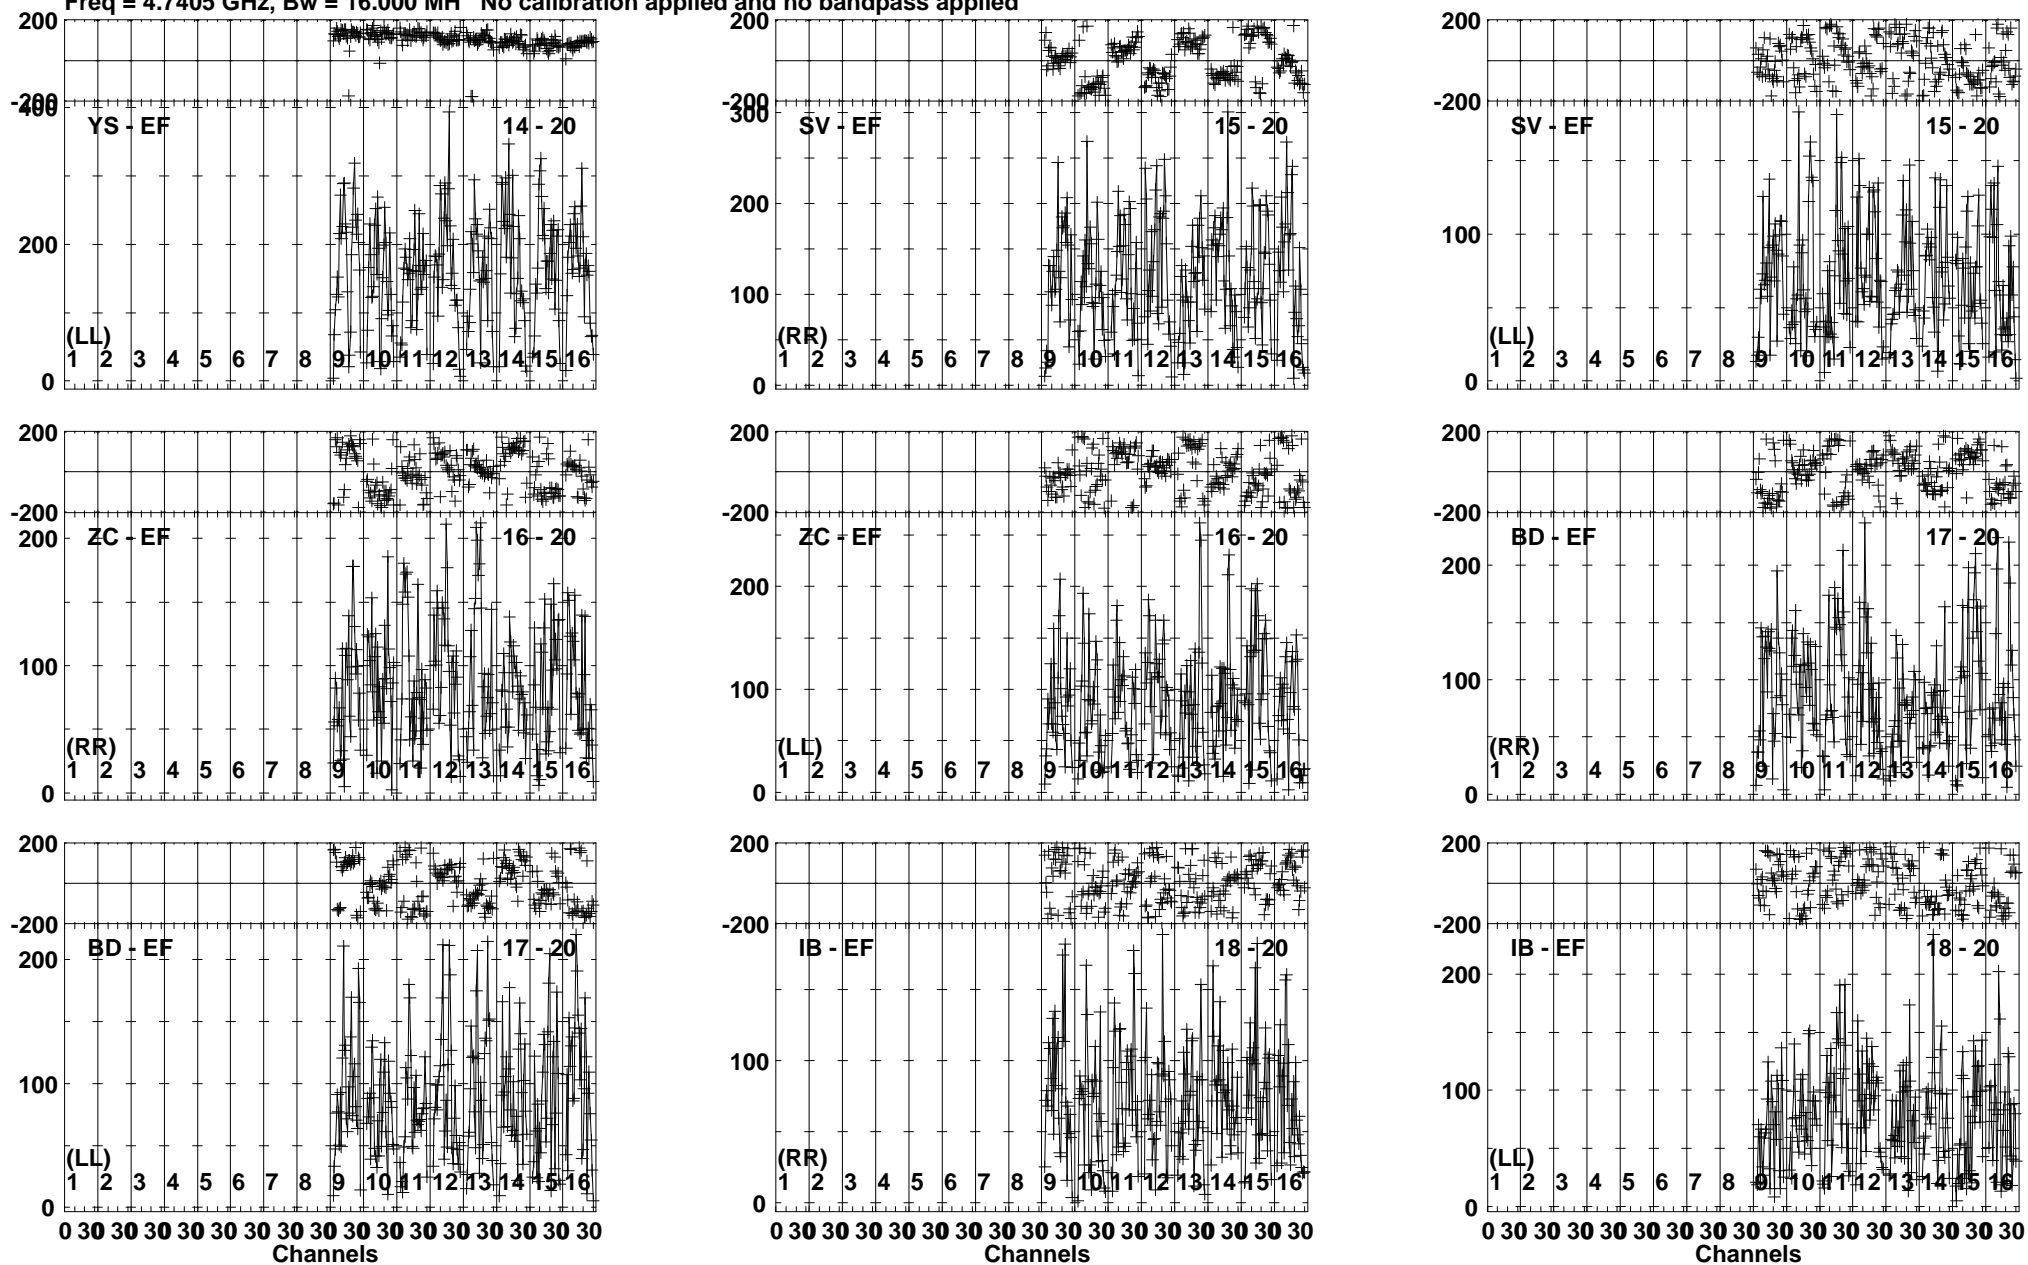 Freq = 4.7405 GHz, Bw = 16.000 MH No calibration applied and no bandpass applied
200 200 200
-200 -200 -200
400 300
YS - EF 14 - 20 SV - EF 15 - 20 SV - EF 15 - 20
200 200 100
100
(LL) (RR) (LL)
1 2 3 4 5 6 7 8 9 10 11 12 13 14 15 16 1 2 3 4 5 6 7 8 9 10 11 12 13 14 15 16 1 2 3 4 5 6 7 8 9 10 11 12 13 14 15 16
0 0 0
200 200 200
-200 -200 -200
ZC - EF 16 - 20 ZC - EF 16 - 20 BD - EF 17 - 20
200 200 200
100 100 100
(RR) (LL) (RR)
1 2 3 4 5 6 7 8 9 10 11 12 13 14 15 16 1 2 3 4 5 6 7 8 9 10 11 12 13 14 15 16 1 2 3 4 5 6 7 8 9 10 11 12 13 14 15 16
0 0 0
200 200 200
-200 -200 -200
BD - EF 17 - 20 IB - EF 18 - 20 IB - EF 18 - 20
200 200
100 100 100
(LL) (RR) (LL)
1 2 3 4 5 6 7 8 9 10 11 12 13 14 15 16 1 2 3 4 5 6 7 8 9 10 11 12 13 14 15 16 1 2 3 4 5 6 7 8 9 10 11 12 13 14 15 16
0 0 0
0 30 30 30 30 30 30 30 30 30 30 30 30 30 30 30 30 0 30 30 30 30 30 30 30 30 30 30 30 30 30 30 30 30 0 30 30 30 30 30 30 30 30 30 30 30 30 30 30 30 30
Channels Channels Channels